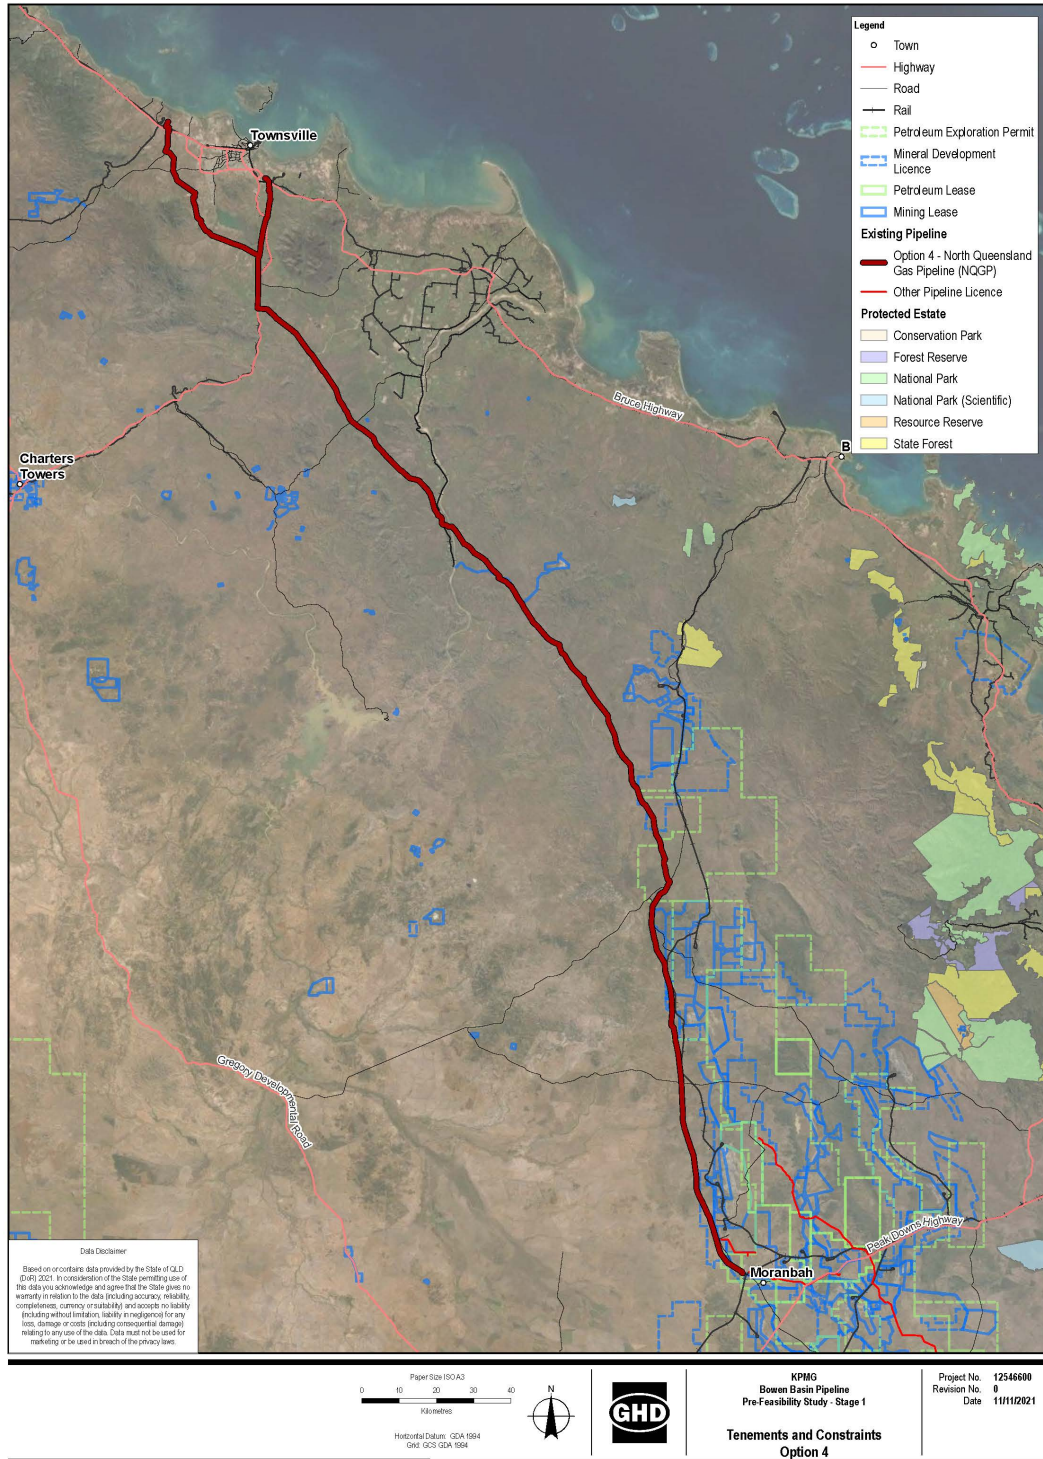 Legend
Town
Highway
Road
Rail
Petroleum Exploration Permit
Mineral Development
Licence
Petroleum Lease
Mining Lease
Existing Pipeline
Option 4 - North Queensland
Gas Pipeline (NQGP)
Other Pipeline Licence
Protected Estate
Conservation Park
Forest Reserve
National Park
National Park (Scientific)
Resource Reserve
State Forest
Townsville
Bruce Highway
B
Charters
Towers
Gregory Developmental Road
Peak Downs Highway
Moranbah
Data Disclaimer
Based on or contains data provided by the State of QLD
(DoR) 2021. In consideration of the State permitting use of
this data you acknowledge and agree that the State gives no
warranty in relation to the data (including accuracy, reliability,
completeness, currency or suitability) and accepts no liability
(including without limitation, liability in negligence) for any
loss, damage or costs (including consequential damage)
relating to any use of the data. Data must not be used for
marketing or be used in breach of the privacy laws.
Paper Size ISO A3
0 10 20 30 40
Kilometres
Horizontal Datum: GDA 1994
Grid: GCS GDA 1994
N
GHD
KPMG
Bowen Basin Pipeline
Pre-Feasibility Study - Stage 1
Tenements and Constraints
Option 4
Project No. 12546600
Revision No. 0
Date 11/11/2021